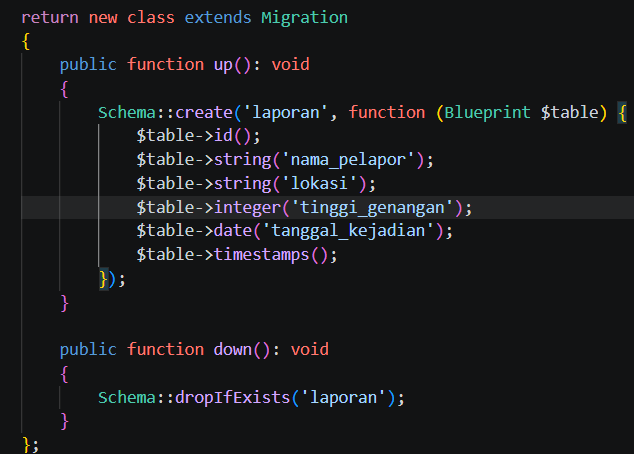 return new class extends Migration
{
    public function up(): void
    {
        Schema::create('laporan', function (Blueprint $table) {
            $table->id();
            $table->string('nama_pelapor');
            $table->string('lokasi');
            $table->integer('tinggi_genangan');
            $table->date('tanggal_kejadian');
            $table->timestamps();
        });
    }

    public function down(): void
    {
        Schema::dropIfExists('laporan');
    }
};